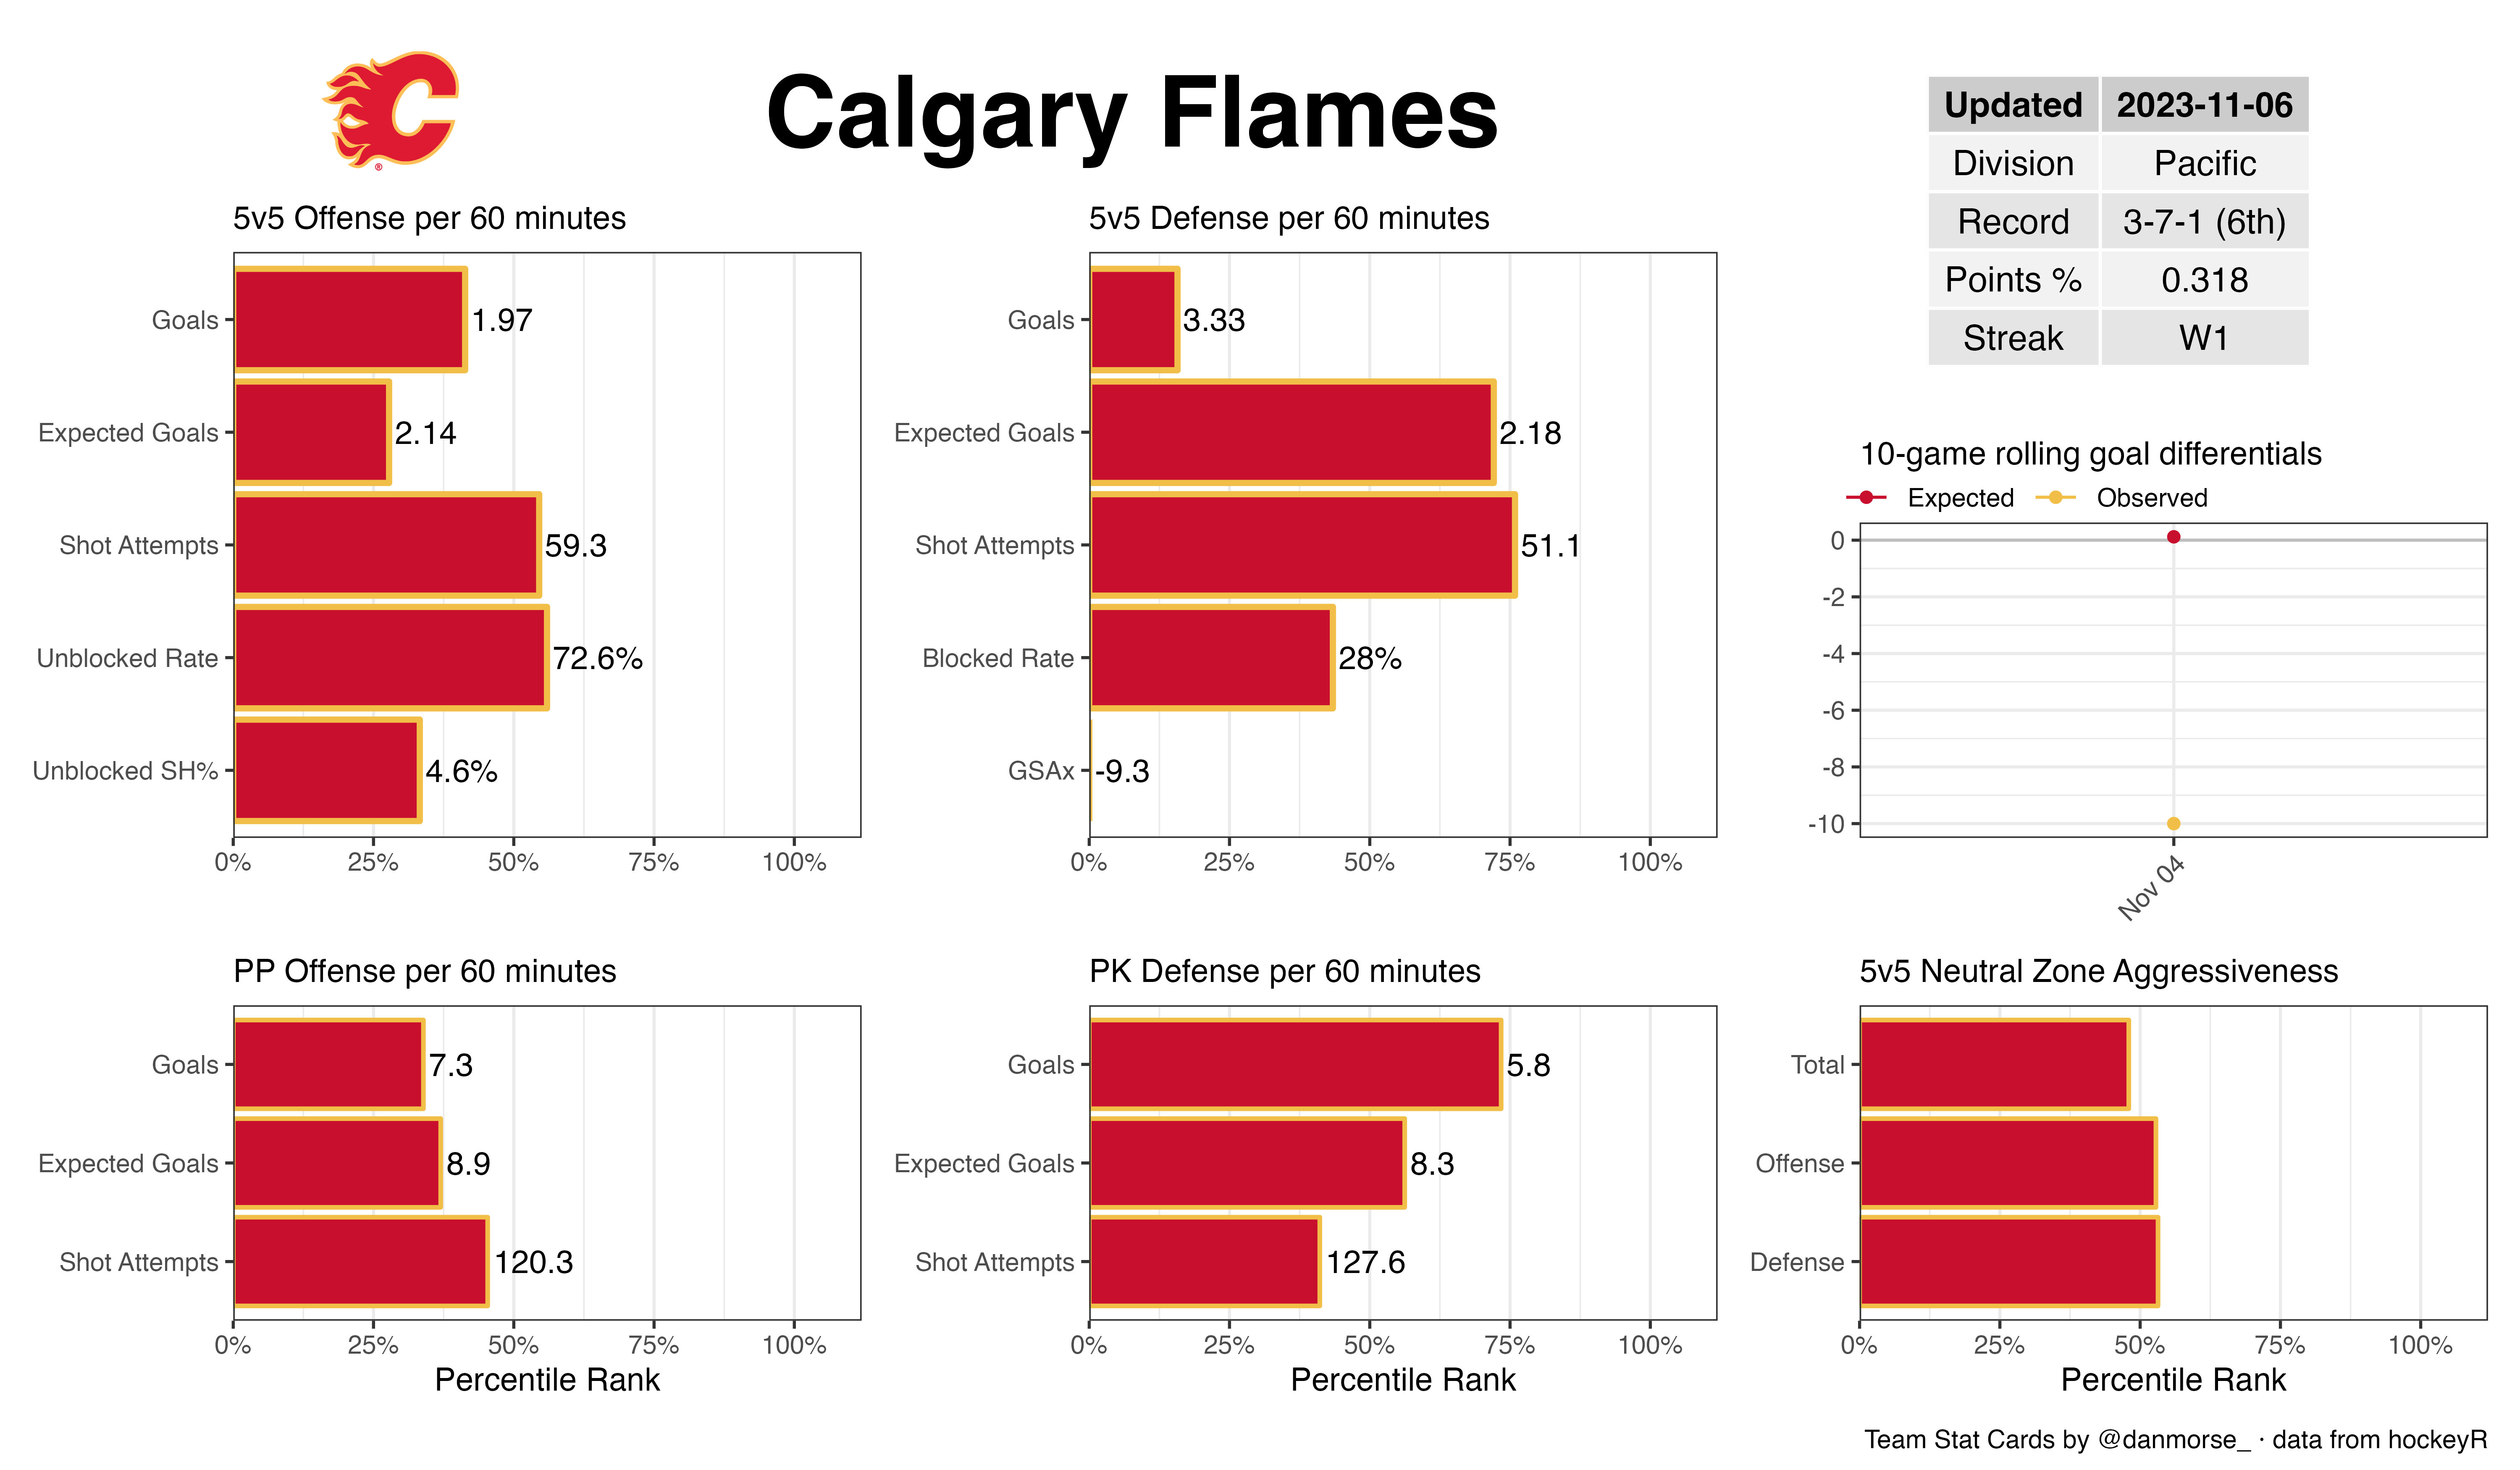 Calgary Flames
Updated 2023-11-06
Division Pacific
Record 3-7-1 (6th)
Points % 0.318
Streak W1
5v5 Offense per 60 minutes
Goals 1.97
Expected Goals 2.14
Shot Attempts 59.3
Unblocked Rate 72.6%
Unblocked SH% 4.6%
0% 25% 50% 75% 100%
5v5 Defense per 60 minutes
Goals 3.33
Expected Goals 2.18
Shot Attempts 51.1
Blocked Rate 28%
GSAx -9.3
0% 25% 50% 75% 100%
10-game rolling goal differentials
Expected Observed
0
-2
-4
-6
-8
-10
Nov 04
PP Offense per 60 minutes
Goals 7.3
Expected Goals 8.9
Shot Attempts 120.3
0% 25% 50% 75% 100%
Percentile Rank
PK Defense per 60 minutes
Goals 5.8
Expected Goals 8.3
Shot Attempts 127.6
0% 25% 50% 75% 100%
Percentile Rank
5v5 Neutral Zone Aggressiveness
Total
Offense
Defense
0% 25% 50% 75% 100%
Percentile Rank
Team Stat Cards by @danmorse_ · data from hockeyR